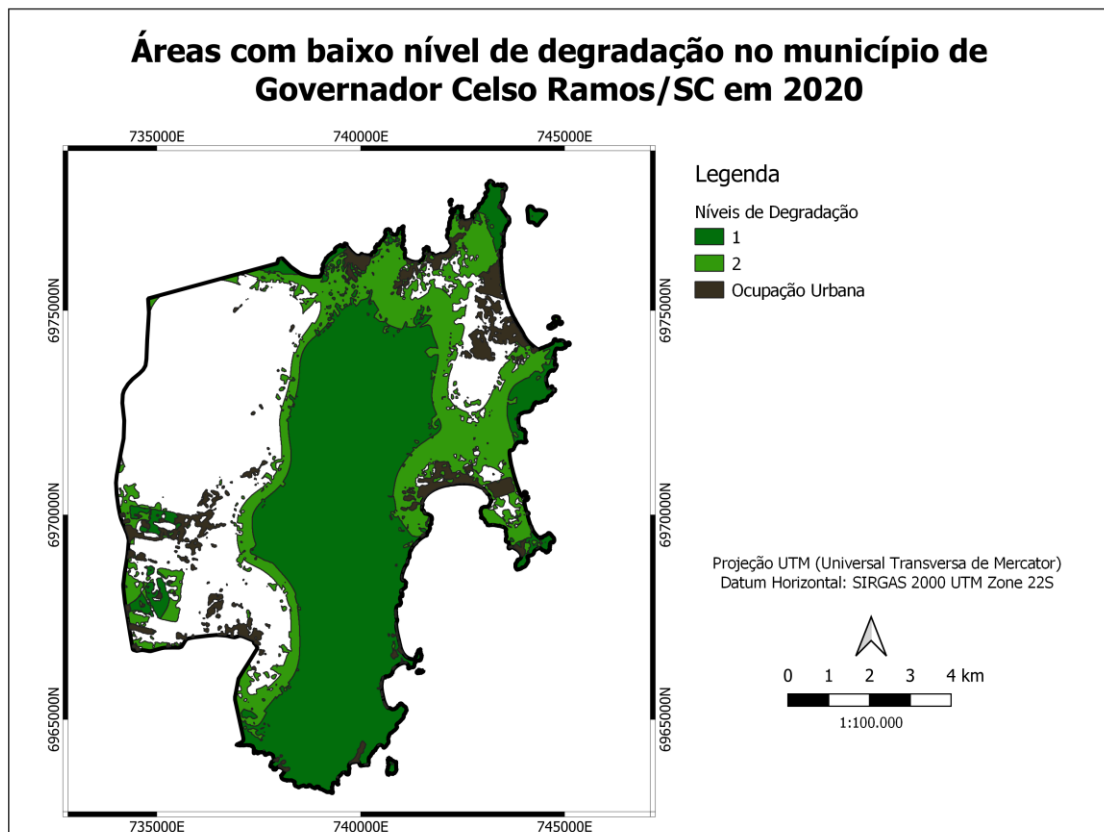 Áreas com baixo nível de degradação no município de
Governador Celso Ramos/SC em 2020
735000E 740000E 745000E
Legenda
Níveis de Degradação
1
2
Ocupação Urbana
6975000N 6975000N
6970000N 6970000N
Projeção UTM (Universal Transversa de Mercator)
Datum Horizontal: SIRGAS 2000 UTM Zone 22S
0 1 2 3 4 km
1:100.000
6965000N 6965000N
735000E 740000E 745000E